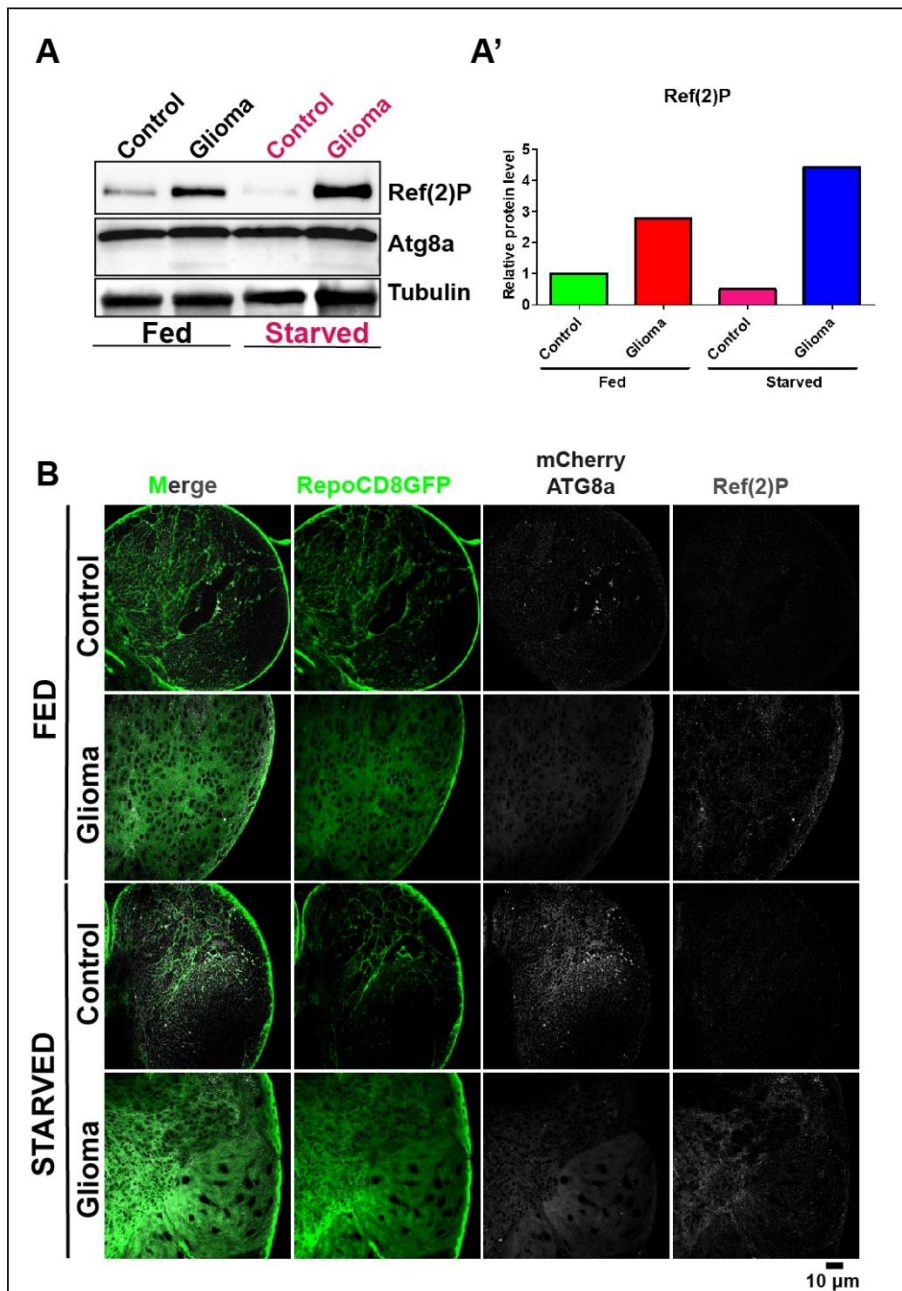 A
Control
Glioma
Control
Glioma
Ref(2)P
Atg8a
Tubulin
Fed
Starved
A'
Ref(2)P
Relative protein level
5
4
3
2
1
0
Control
Glioma
Control
Glioma
Fed
Starved
B
Merge
RepoCD8GFP
mCherry
ATG8a
Ref(2)P
FED
Control
Glioma
STARVED
Control
Glioma
10 µm